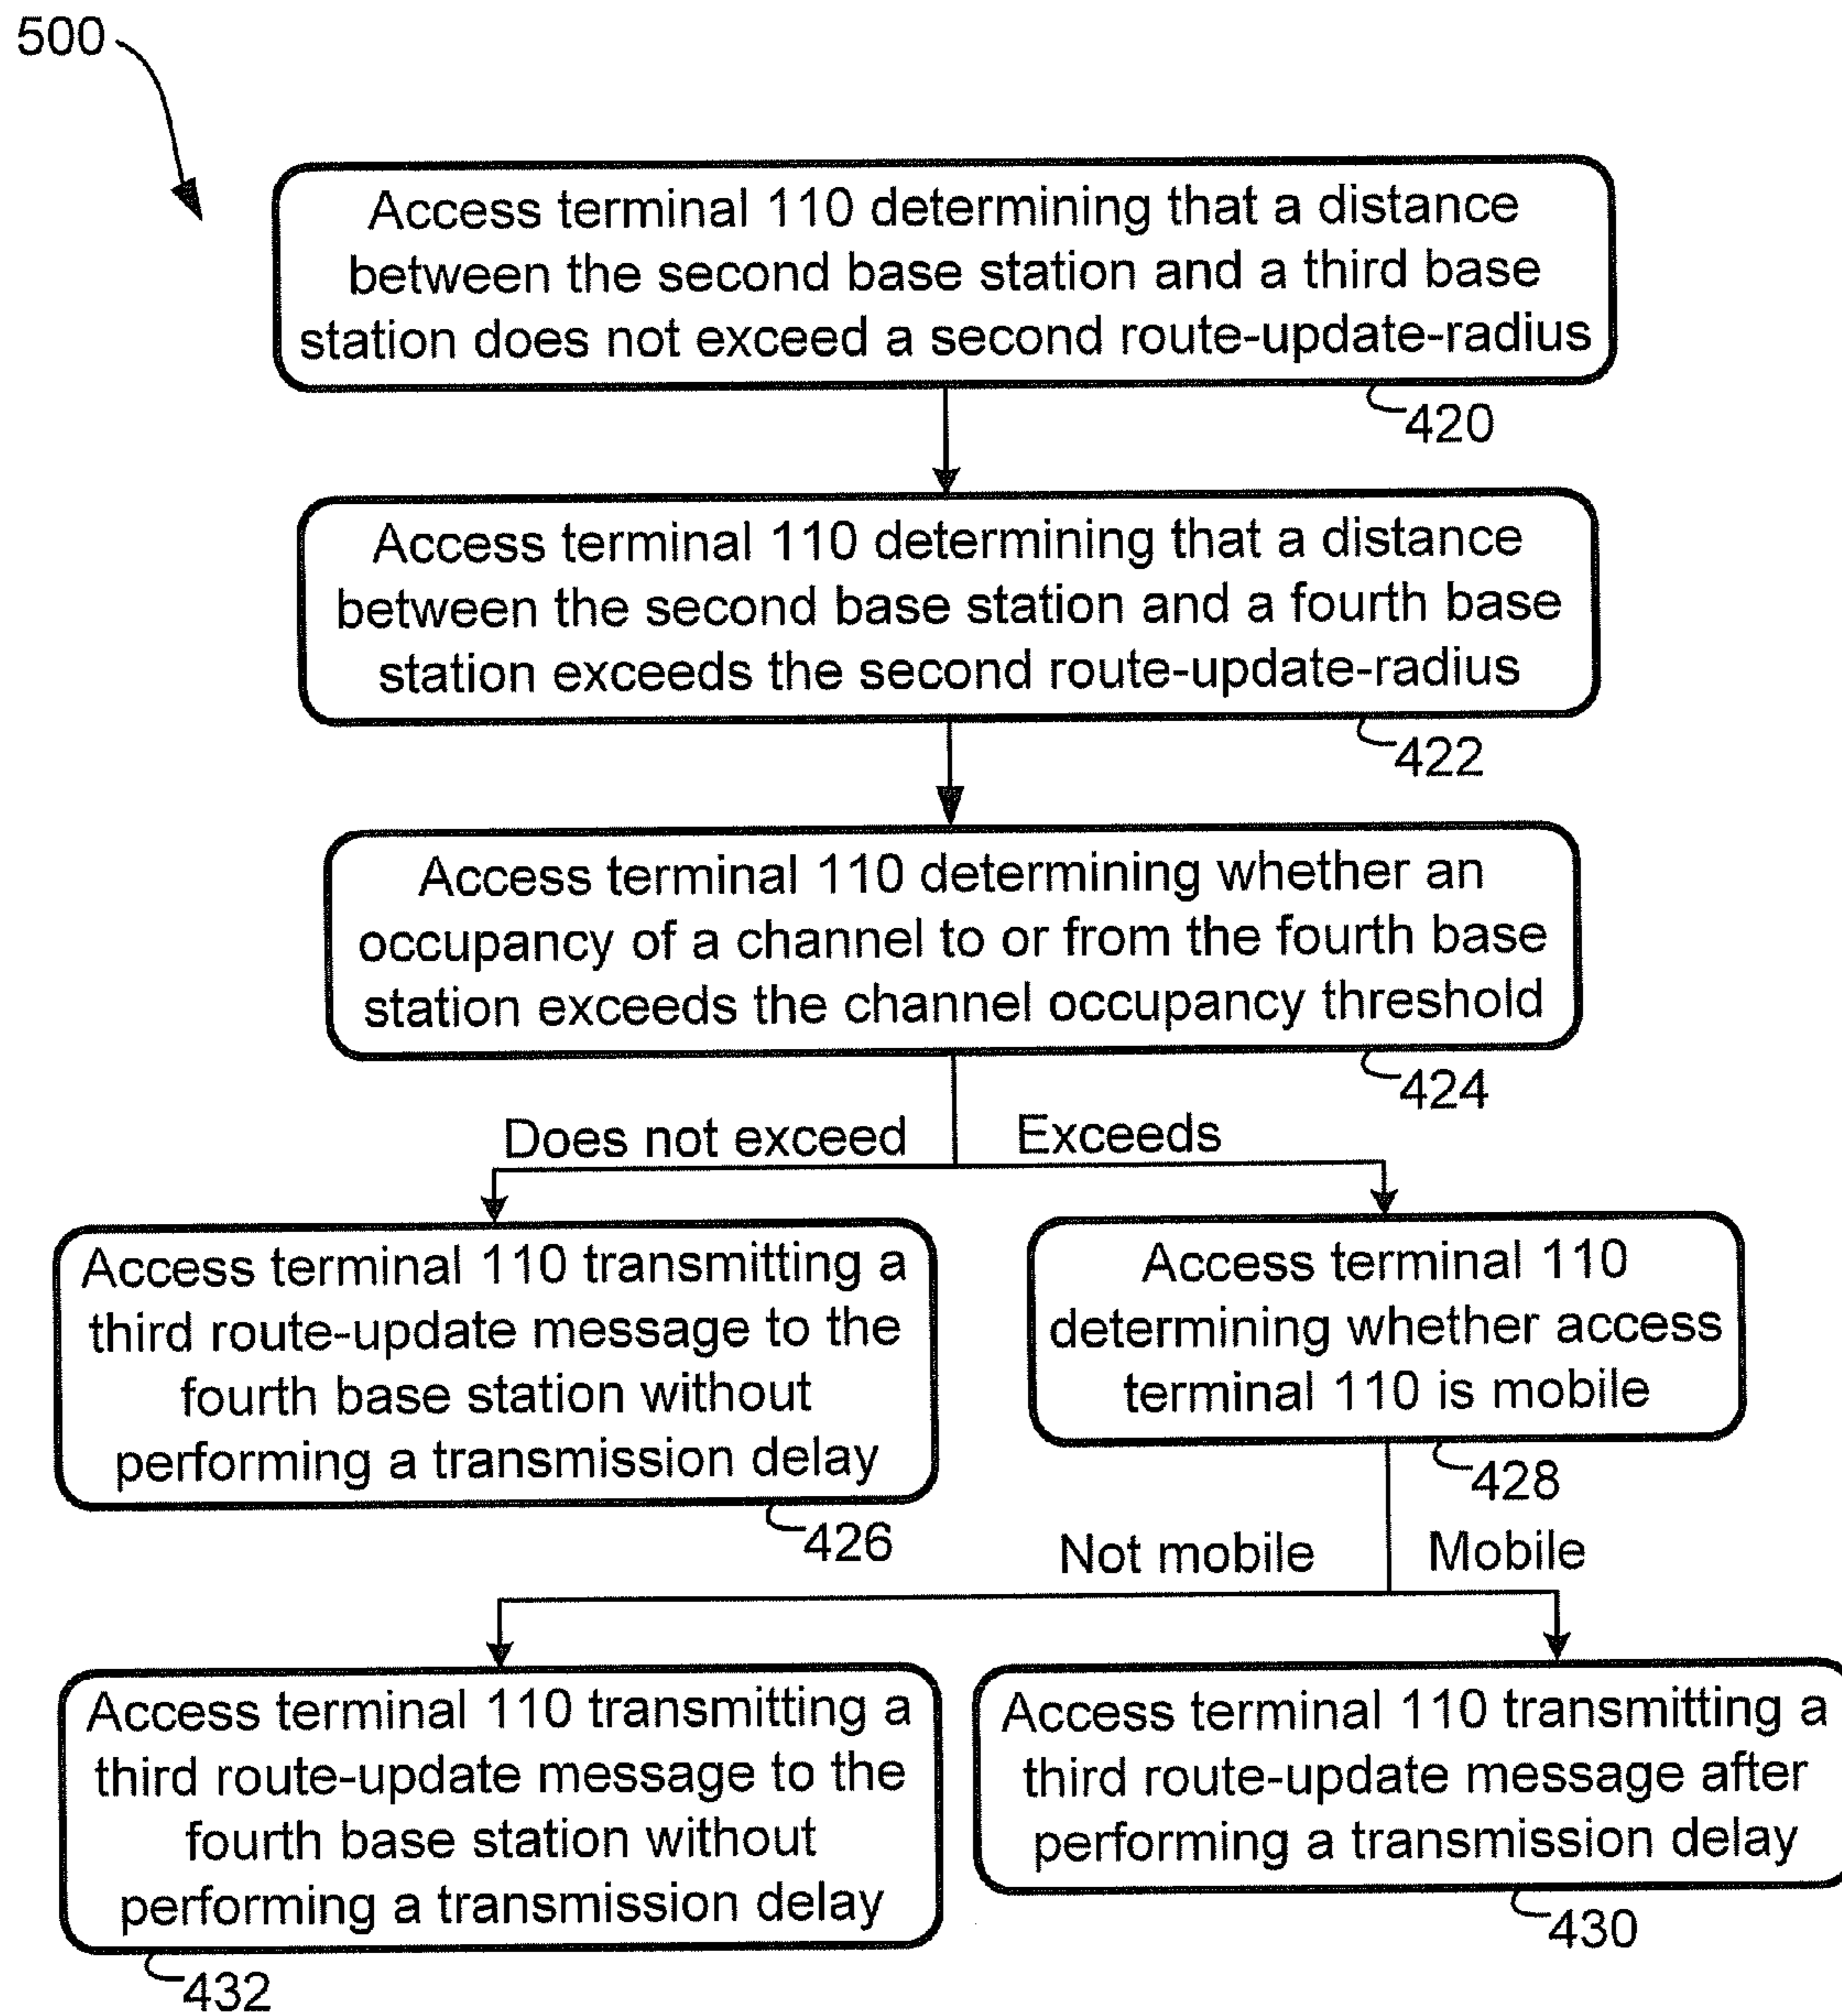 500
Access terminal 110 determining that a distance
between the second base station and a third base
station does not exceed a second route-update-radius
420
Access terminal 110 determining that a distance
between the second base station and a fourth base
station exceeds the second route-update-radius
422
Access terminal 110 determining whether an
occupancy of a channel to or from the fourth base
station exceeds the channel occupancy threshold
424
Does not exceed
Exceeds
Access terminal 110 transmitting a
third route-update message to the
fourth base station without
performing a transmission delay
426
Access terminal 110
determining whether access
terminal 110 is mobile
428
Not mobile
Mobile
Access terminal 110 transmitting a
third route-update message to the
fourth base station without
performing a transmission delay
432
Access terminal 110 transmitting a
third route-update message after
performing a transmission delay
430